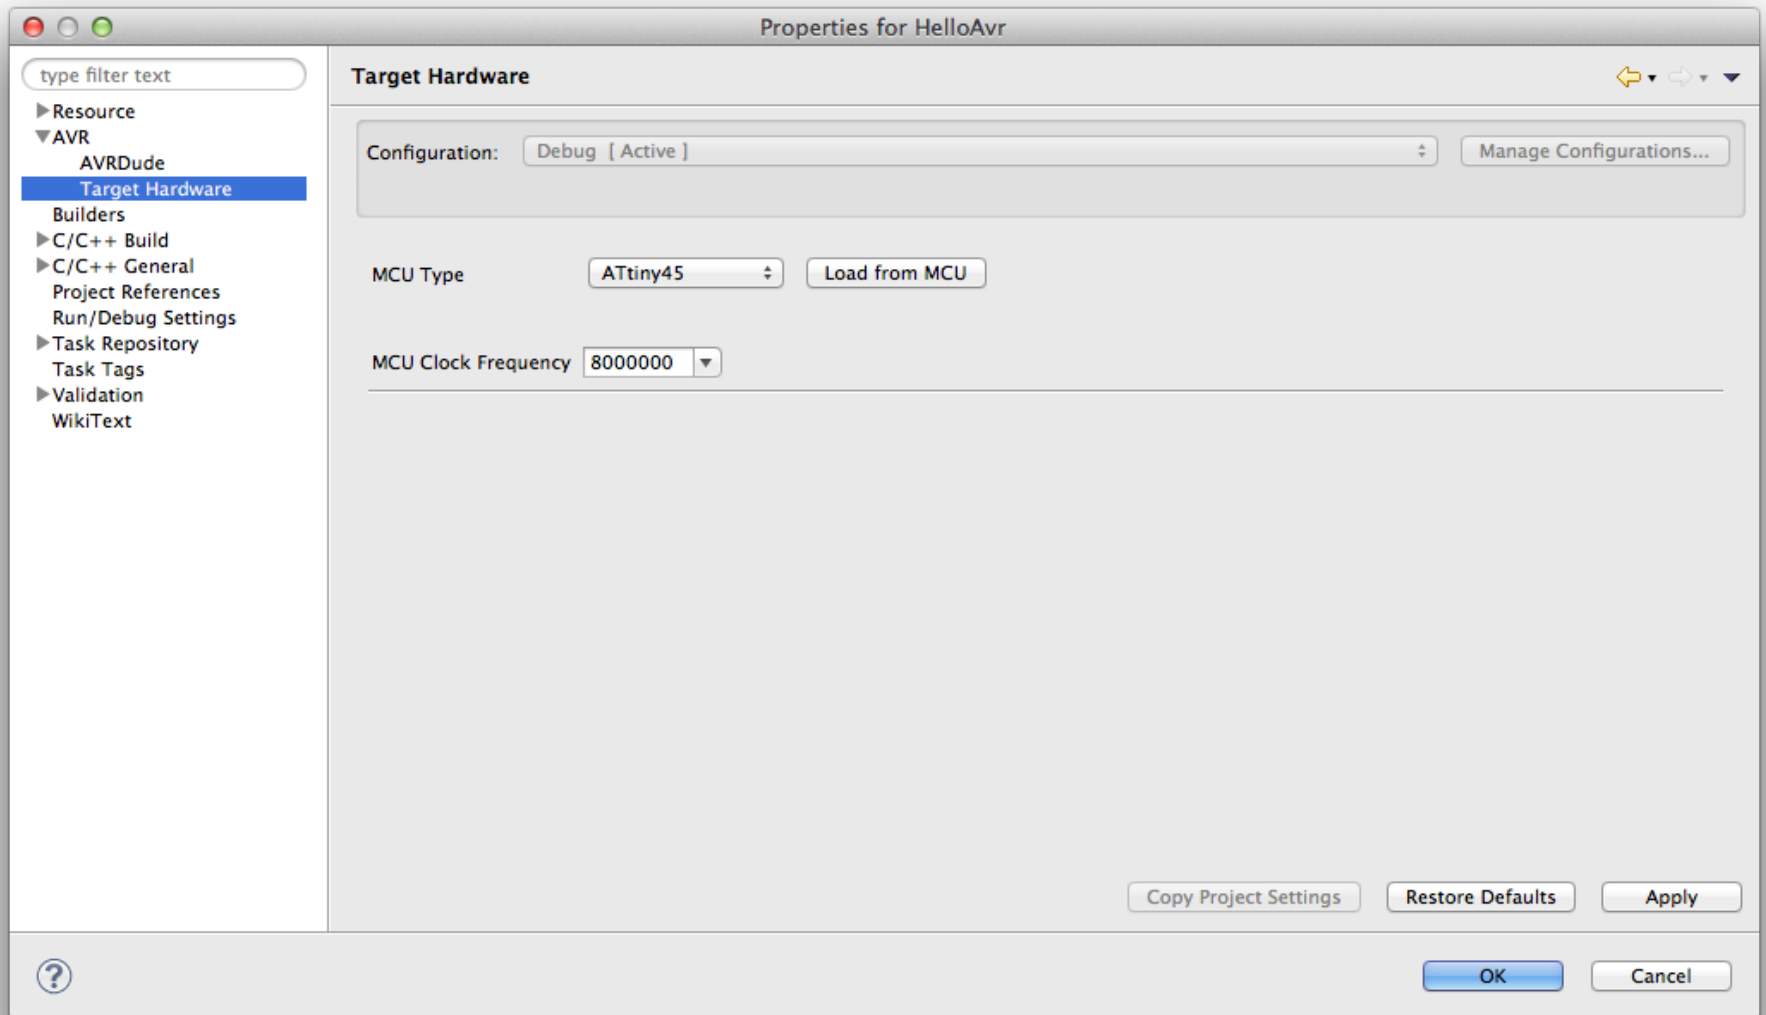 Properties for HelloAvr
type filter text
Resource
AVR
AVRDude
Target Hardware
Builders
C/C++ Build
C/C++ General
Project References
Run/Debug Settings
Task Repository
Task Tags
Validation
WikiText
Target Hardware
Configuration: Debug [ Active ] Manage Configurations...
MCU Type ATtiny45 Load from MCU
MCU Clock Frequency 8000000
Copy Project Settings Restore Defaults Apply
? OK Cancel